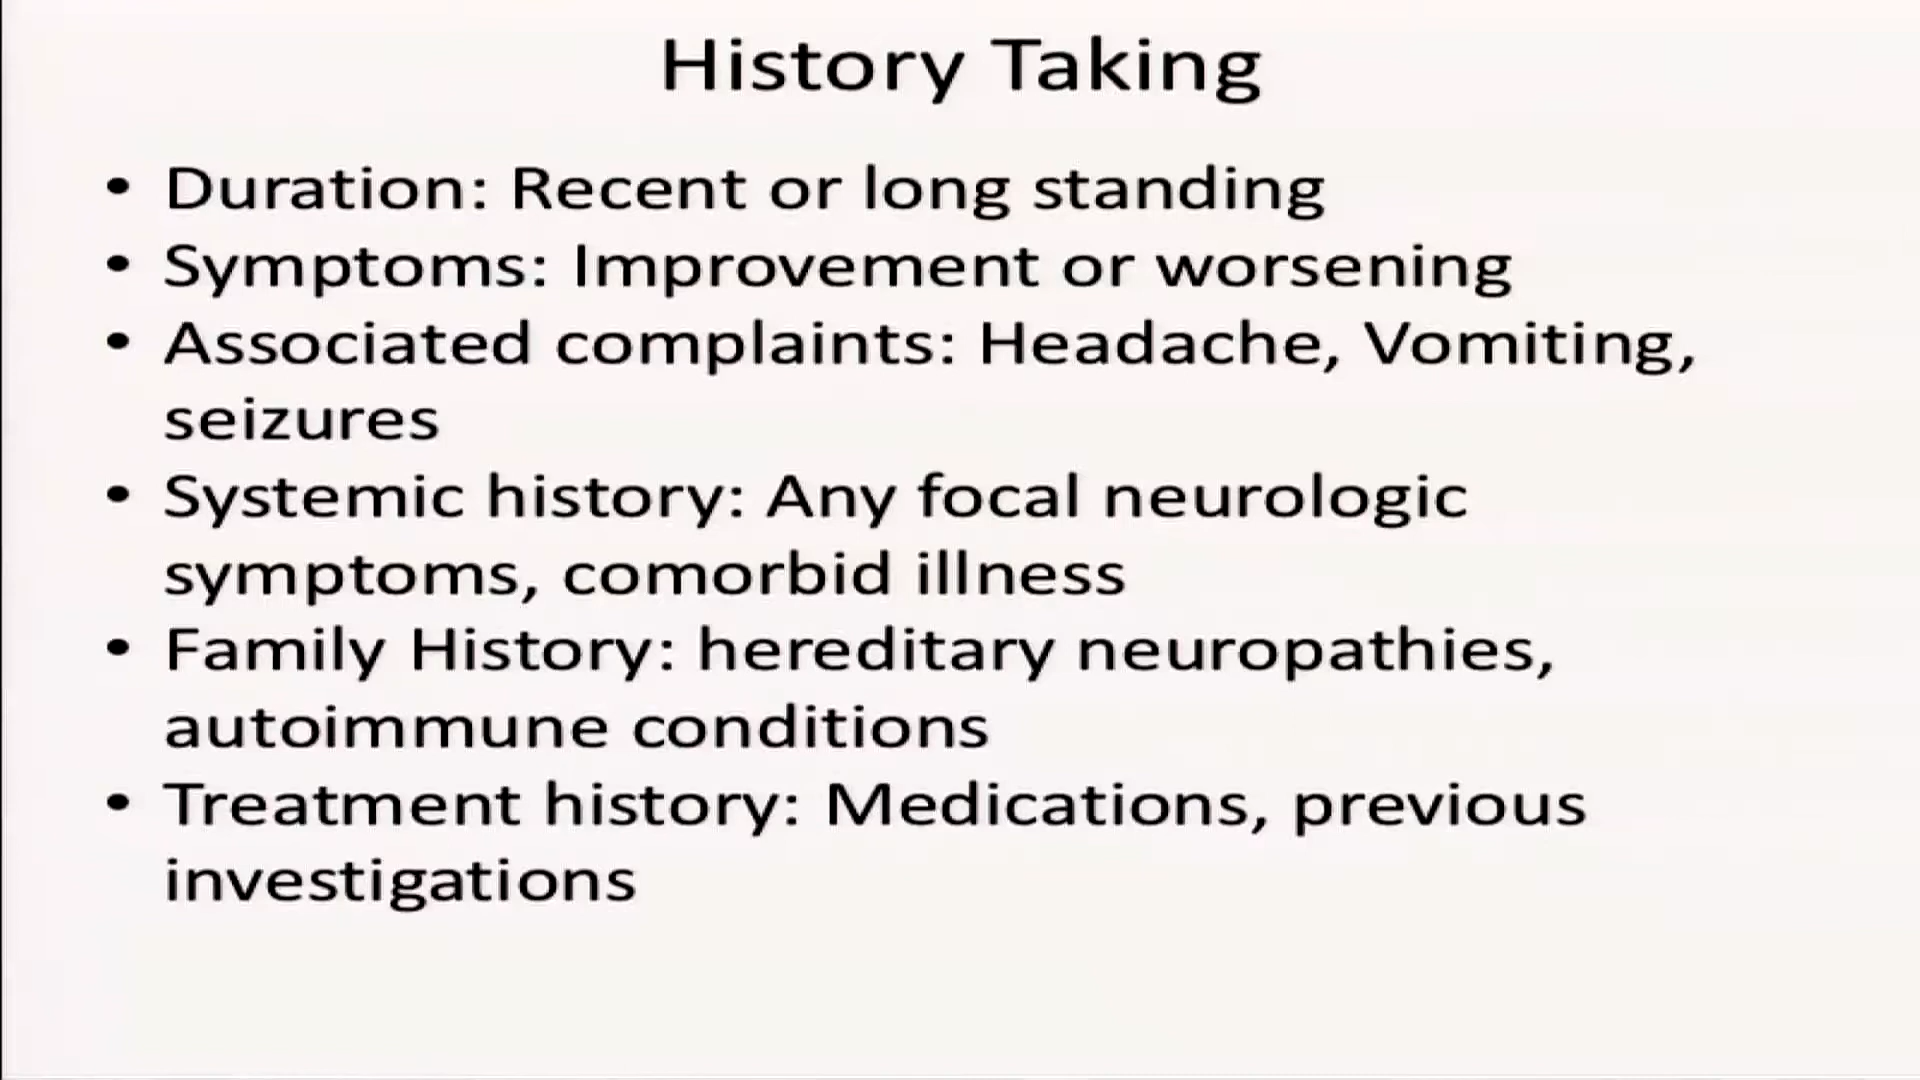 History Taking
• Duration: Recent or long standing
• Symptoms: Improvement or worsening
• Associated complaints: Headache, Vomiting,
seizures
• Systemic history: Any focal neurologic
symptoms, comorbid illness
• Family History: hereditary neuropathies,
autoimmune conditions
• Treatment history: Medications, previous
investigations